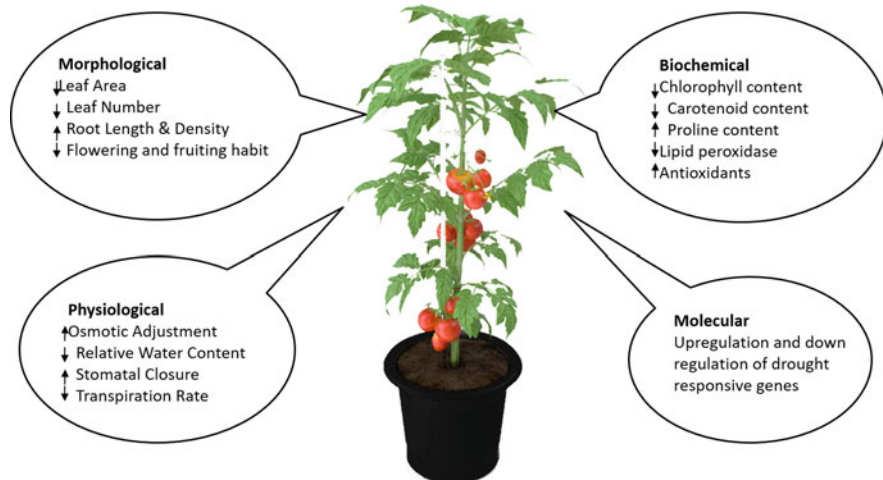 Morphological
↓Leaf Area
↓ Leaf Number
↑ Root Length & Density
↓ Flowering and fruiting habit
Biochemical
↓Chlorophyll content
↓ Carotenoid content
↑ Proline content
↓Lipid peroxidase
↑Antioxidants
Physiological
↑Osmotic Adjustment
↓ Relative Water Content
↑ Stomatal Closure
↓ Transpiration Rate
Molecular
Upregulation and down
regulation of drought
responsive genes